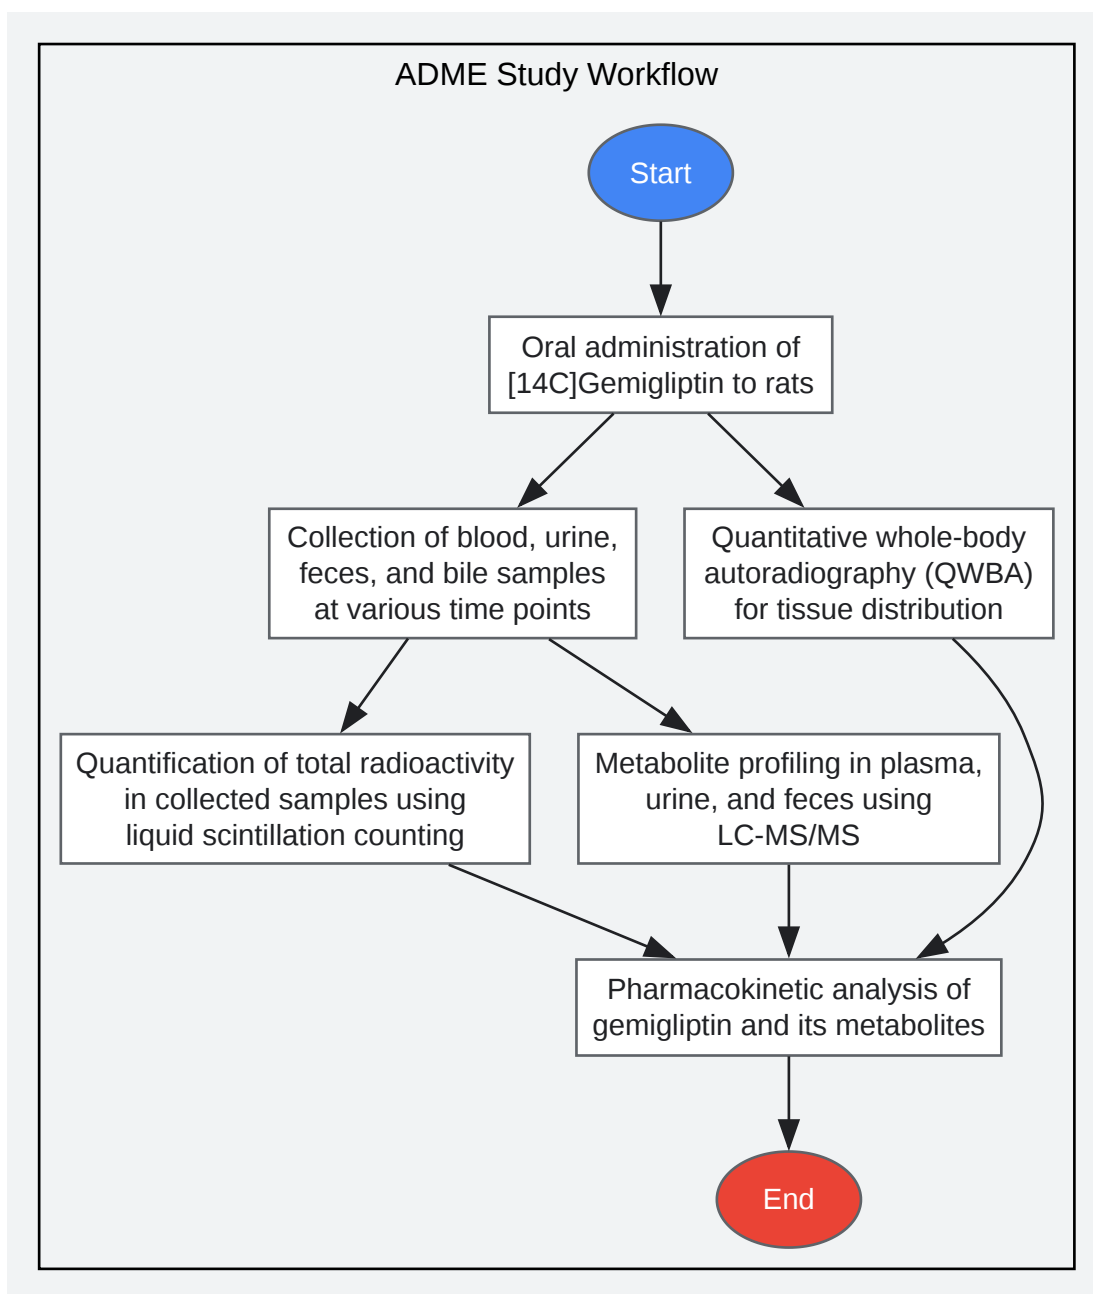 ADME Study Workflow
Start
Oral administration of
[14C]Gemigliptin to rats
Collection of blood, urine,
feces, and bile samples
at various time points
Quantitative whole-body
autoradiography (QWBA)
for tissue distribution
Quantification of total radioactivity
in collected samples using
liquid scintillation counting
Metabolite profiling in plasma,
urine, and feces using
LC-MS/MS
Pharmacokinetic analysis of
gemigliptin and its metabolites
End